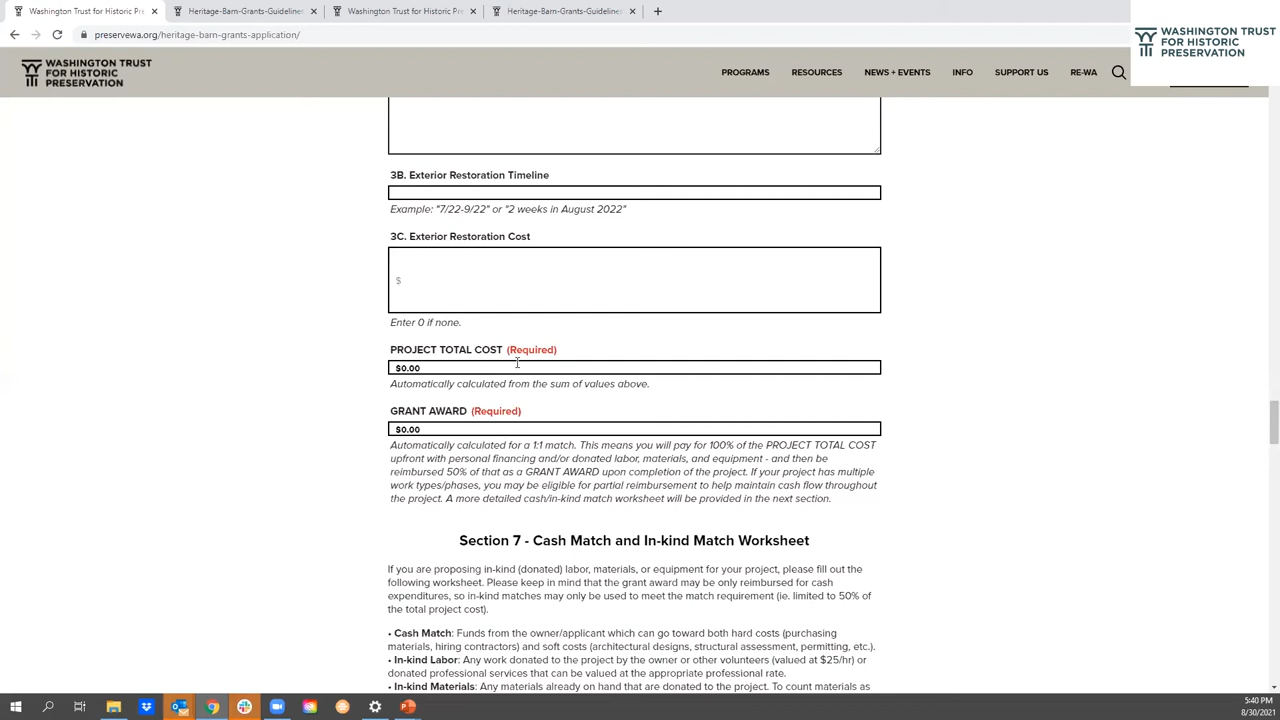 Washington Trust for Historic Pre
Heritage-Barn-Grants-Guidelines
Washington Trust for Historic Pre
Heritage-Barn-Grants-Guidelines
preservewa.org/heritage-barn-grants-application/
WASHINGTON TRUST
FOR HISTORIC
PRESERVATION
WASHINGTON TRUST
FOR HISTORIC
PRESERVATION
PROGRAMS
RESOURCES
NEWS + EVENTS
INFO
SUPPORT US
RE-WA
3B. Exterior Restoration Timeline
Example: "7/22-9/22" or "2 weeks in August 2022"
3C. Exterior Restoration Cost
$
Enter 0 if none.
PROJECT TOTAL COST (Required)
$0.00
Automatically calculated from the sum of values above.
GRANT AWARD (Required)
$0.00
Automatically calculated for a 1:1 match. This means you will pay for 100% of the PROJECT TOTAL COST
upfront with personal financing and/or donated labor, materials, and equipment - and then be
reimbursed 50% of that as a GRANT AWARD upon completion of the project. If your project has multiple
work types/phases, you may be eligible for partial reimbursement to help maintain cash flow throughout
the project. A more detailed cash/in-kind match worksheet will be provided in the next section.
Section 7 - Cash Match and In-kind Match Worksheet
If you are proposing in-kind (donated) labor, materials, or equipment for your project, please fill out the
following worksheet. Please keep in mind that the grant award may be only reimbursed for cash
expenditures, so in-kind matches may only be used to meet the match requirement (ie. limited to 50% of
the total project cost).
• Cash Match: Funds from the owner/applicant which can go toward both hard costs (purchasing
materials, hiring contractors) and soft costs (architectural designs, structural assessment, permitting, etc.).
• In-kind Labor: Any work donated to the project by the owner or other volunteers (valued at $25/hr) or
donated professional services that can be valued at the appropriate professional rate.
• In-kind Materials: Any materials already on hand that are donated to the project. To count materials as
5:40 PM
8/30/2021